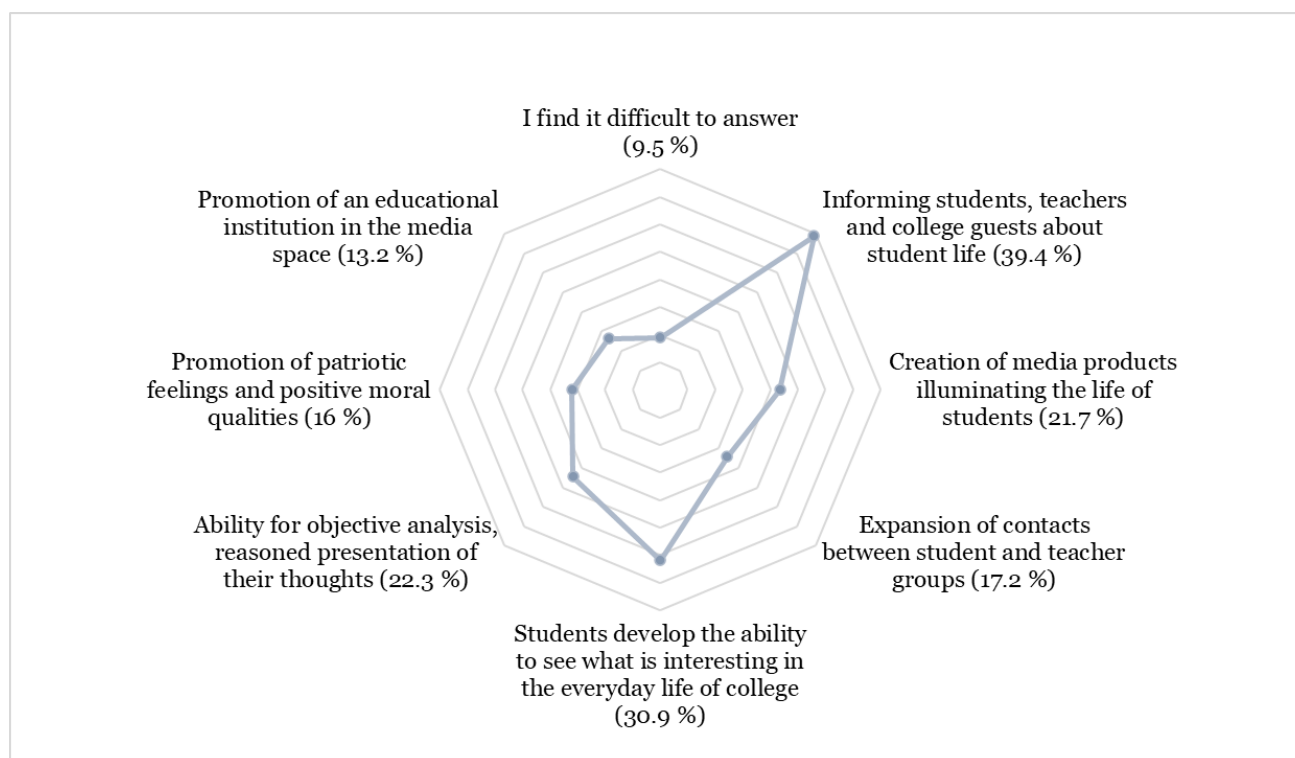 I find it difficult to answer
(9.5 %)
Informing students, teachers
and college guests about
student life (39.4 %)
Creation of media products
illuminating the life of
students (21.7 %)
Expansion of contacts
between student and teacher
groups (17.2 %)
Students develop the ability
to see what is interesting in
the everyday life of college
(30.9 %)
Ability for objective analysis,
reasoned presentation of
their thoughts (22.3 %)
Promotion of patriotic
feelings and positive moral
qualities (16 %)
Promotion of an educational
institution in the media
space (13.2 %)